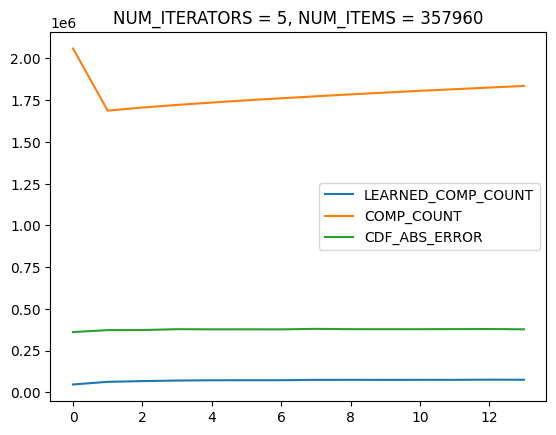 NUM_ITERATORS = 5, NUM_ITEMS = 357960
1e6
2.00
1.75
1.50
1.25
1.00
0.75
0.50
0.25
0.00
LEARNED_COMP_COUNT
COMP_COUNT
CDF_ABS_ERROR
0 2 4 6 8 10 12